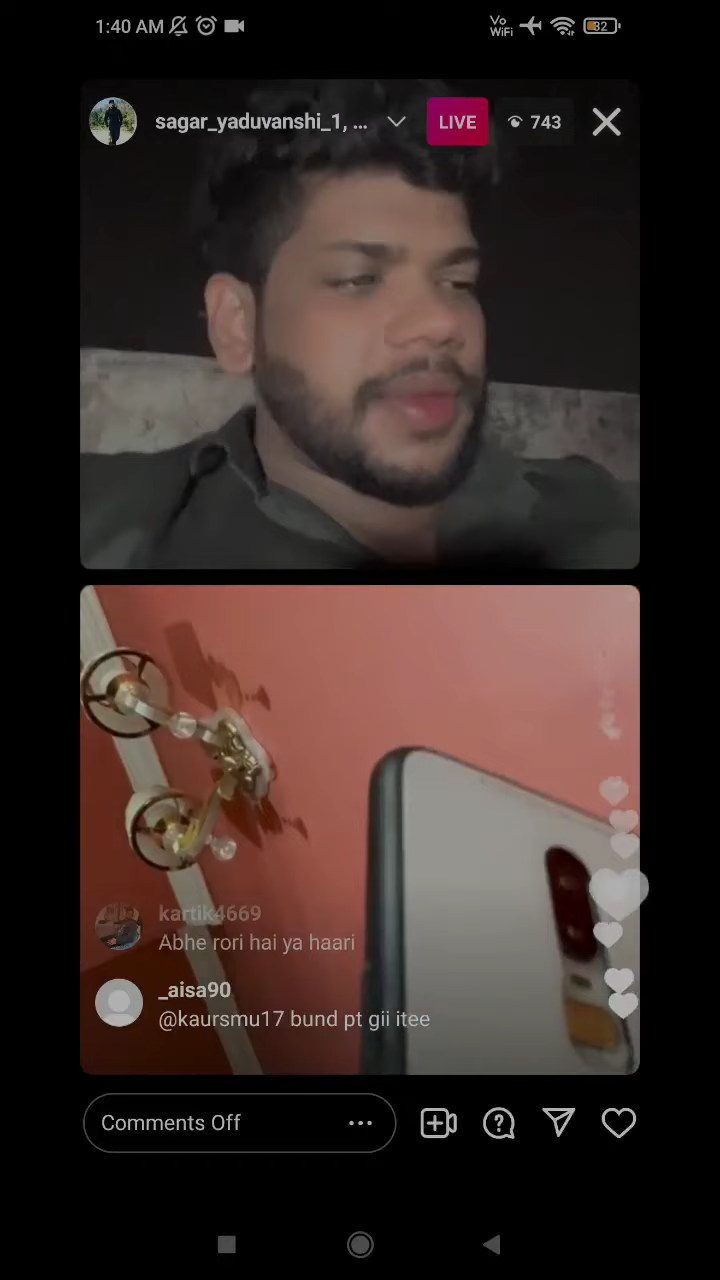 1:40 AM
Vo
WiFi
82
sagar_yaduvanshi_1, ...
LIVE
743
kartik4669
Abhe rori hai ya haari
_aisa90
@kaursmu17 bund pt gii itee
Comments Off